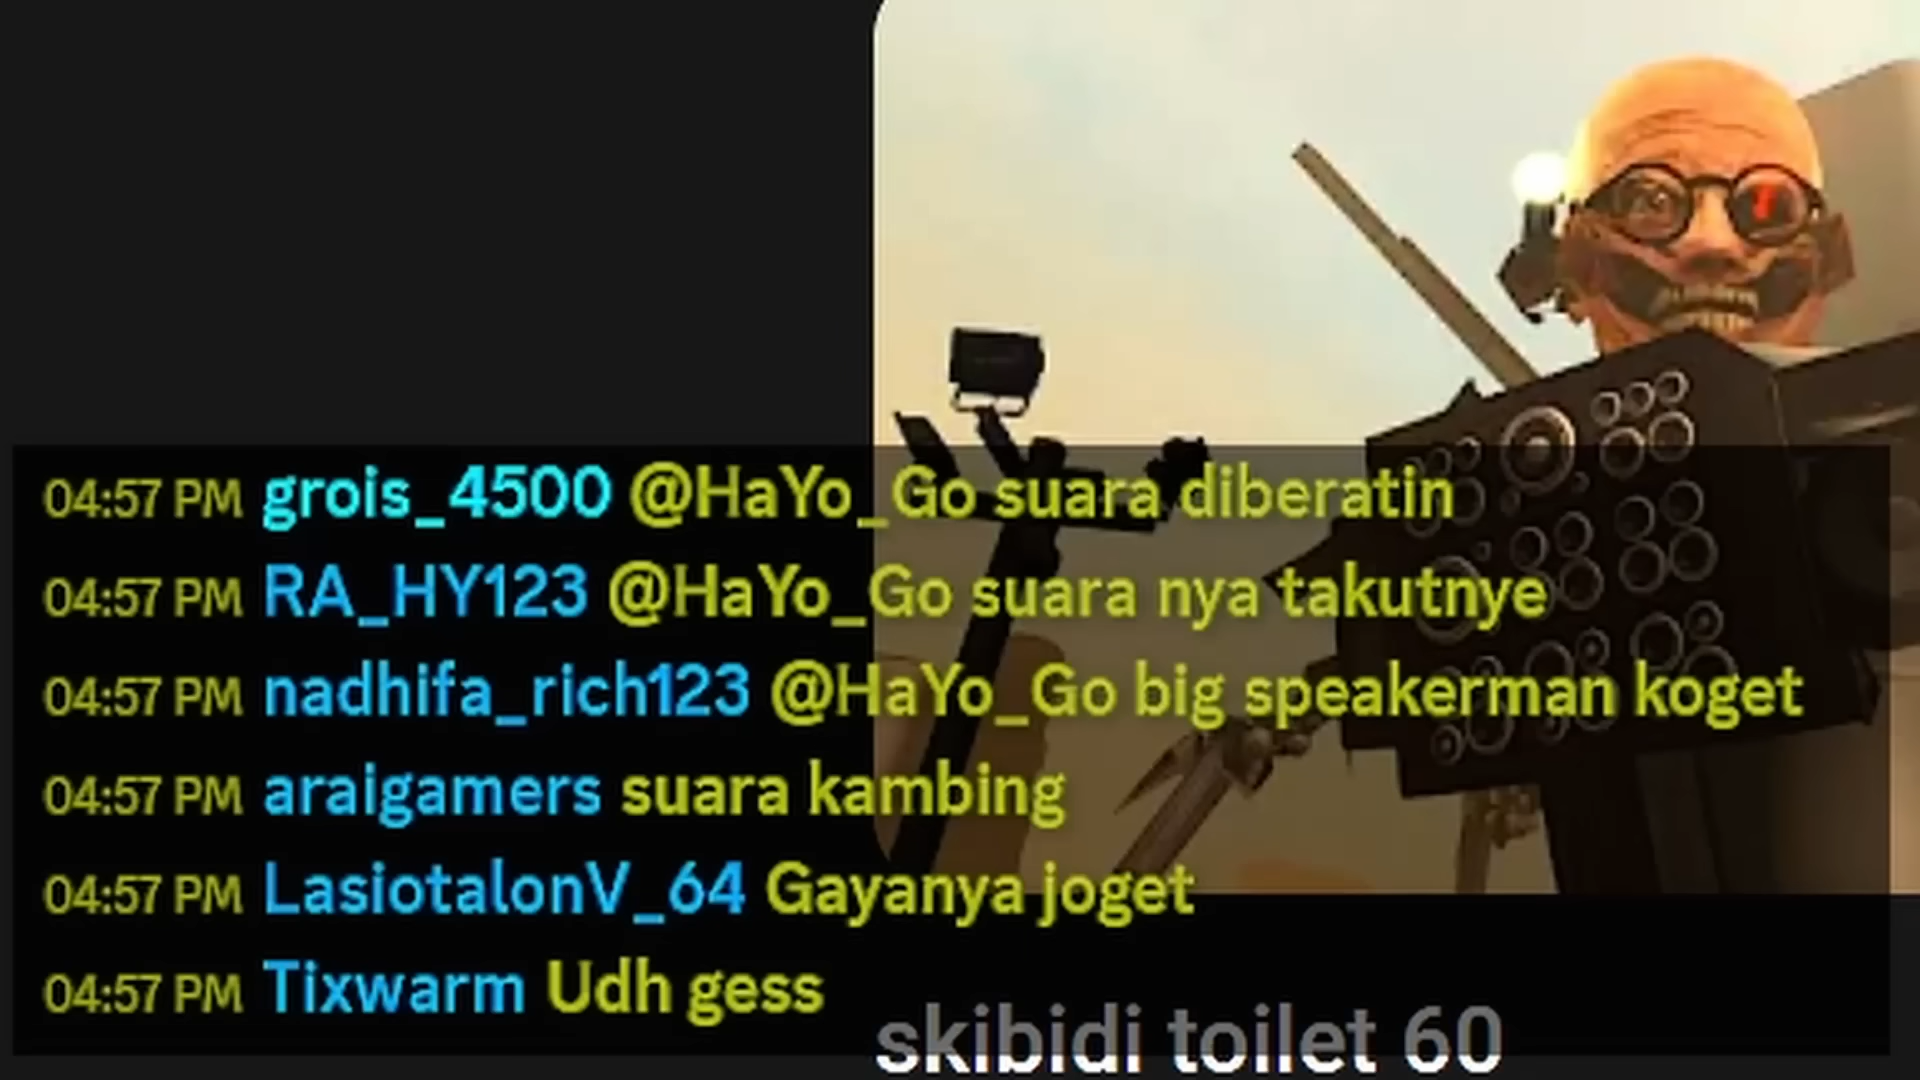 04:57 PM grois_4500 @HaYo_Go suara diberatin
04:57 PM RA_HY123 @HaYo_Go suara nya takutnye
04:57 PM nadhifa_rich123 @HaYo_Go big speakerman koget
04:57 PM araigamers suara kambing
04:57 PM LasiotalonV_64 Gayanya joget
04:57 PM Tixwarm Udh gess
skibidi toilet 60